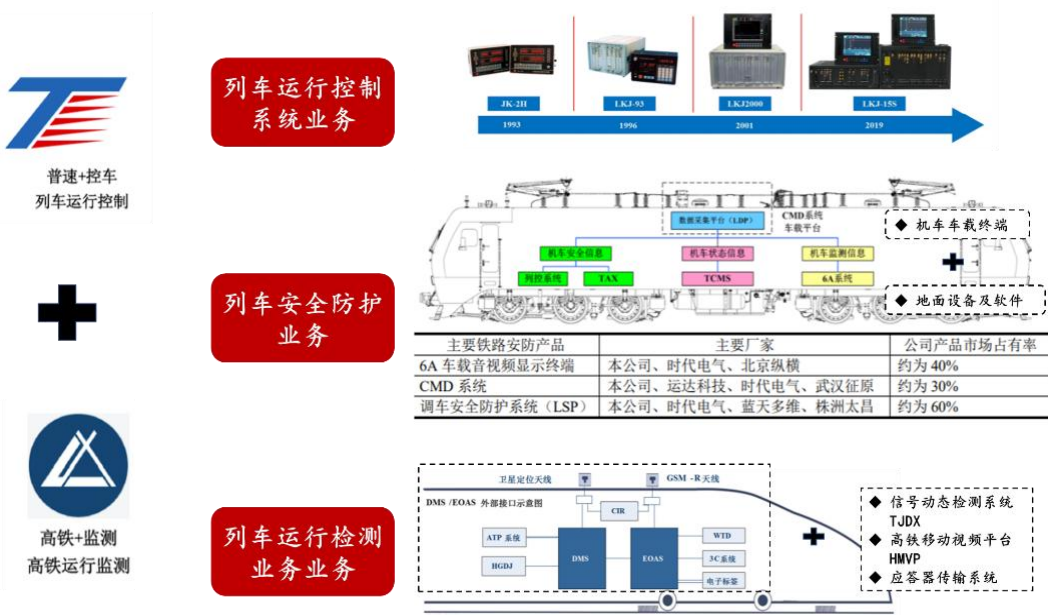 普速+控车
列车运行控制
高铁+监测
高铁运行监测
列车运行控制
系统业务
JK-2H
LKJ-93
LKJ2000
LKJ-15S
1993
1996
2001
2019
列车安全防护
业务
数据采集平台（LDP）
CMD系统
车载平台
机车安全信息
机车状态信息
机车监测信息
列控系统
TAX
TCMS
6A系统
◆ 机车车载终端
◆ 地面设备及软件
主要铁路安防产品 主要厂家 公司产品市场占有率
6A 车载音视频显示终端 本公司、时代电气、北京纵横 约为 40%
CMD 系统 本公司、运达科技、时代电气、武汉征原 约为 30%
调车安全防护系统（LSP） 本公司、时代电气、蓝天多维、株洲太昌 约为 60%
列车运行检测
业务业务
卫星定位天线
GSM -R天线
DMS /EOAS 外部接口示意图
CIR
ATP 系统
HGDJ
DMS
EOAS
WTD
3C系统
电子标签
◆ 信号动态检测系统
TJDX
◆ 高铁移动视频平台
HMVP
◆ 应答器传输系统